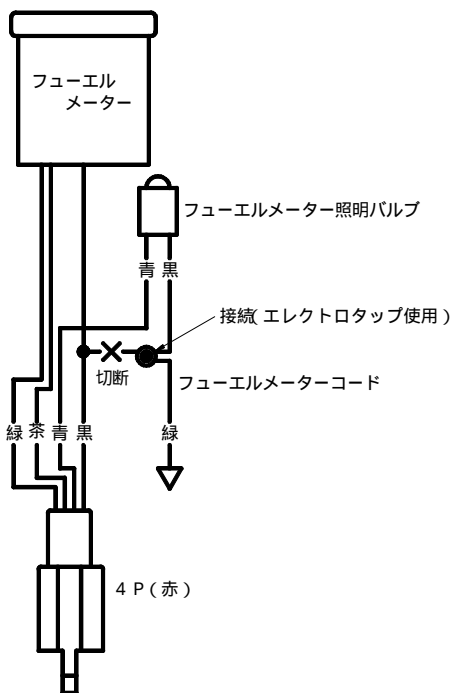 フューエル
メーター
フューエルメーター照明バルブ
青 黒
接続(エレクトロタップ使用)
切断
フューエルメーターコード
緑 茶 青 黒
緑
4P(赤)